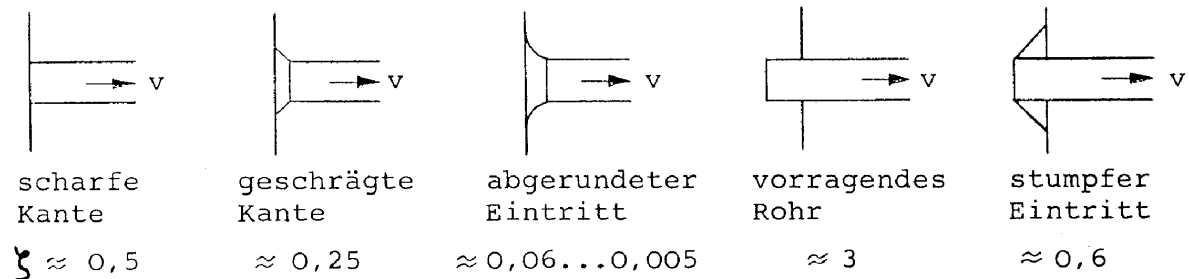 v v v v v
scharfe geschrägte abgerundeter vorragendes stumpfer
Kante Kante Eintritt Rohr Eintritt
ζ ≈ 0,5 ≈ 0,25 ≈ 0,06...0,005 ≈ 3 ≈ 0,6